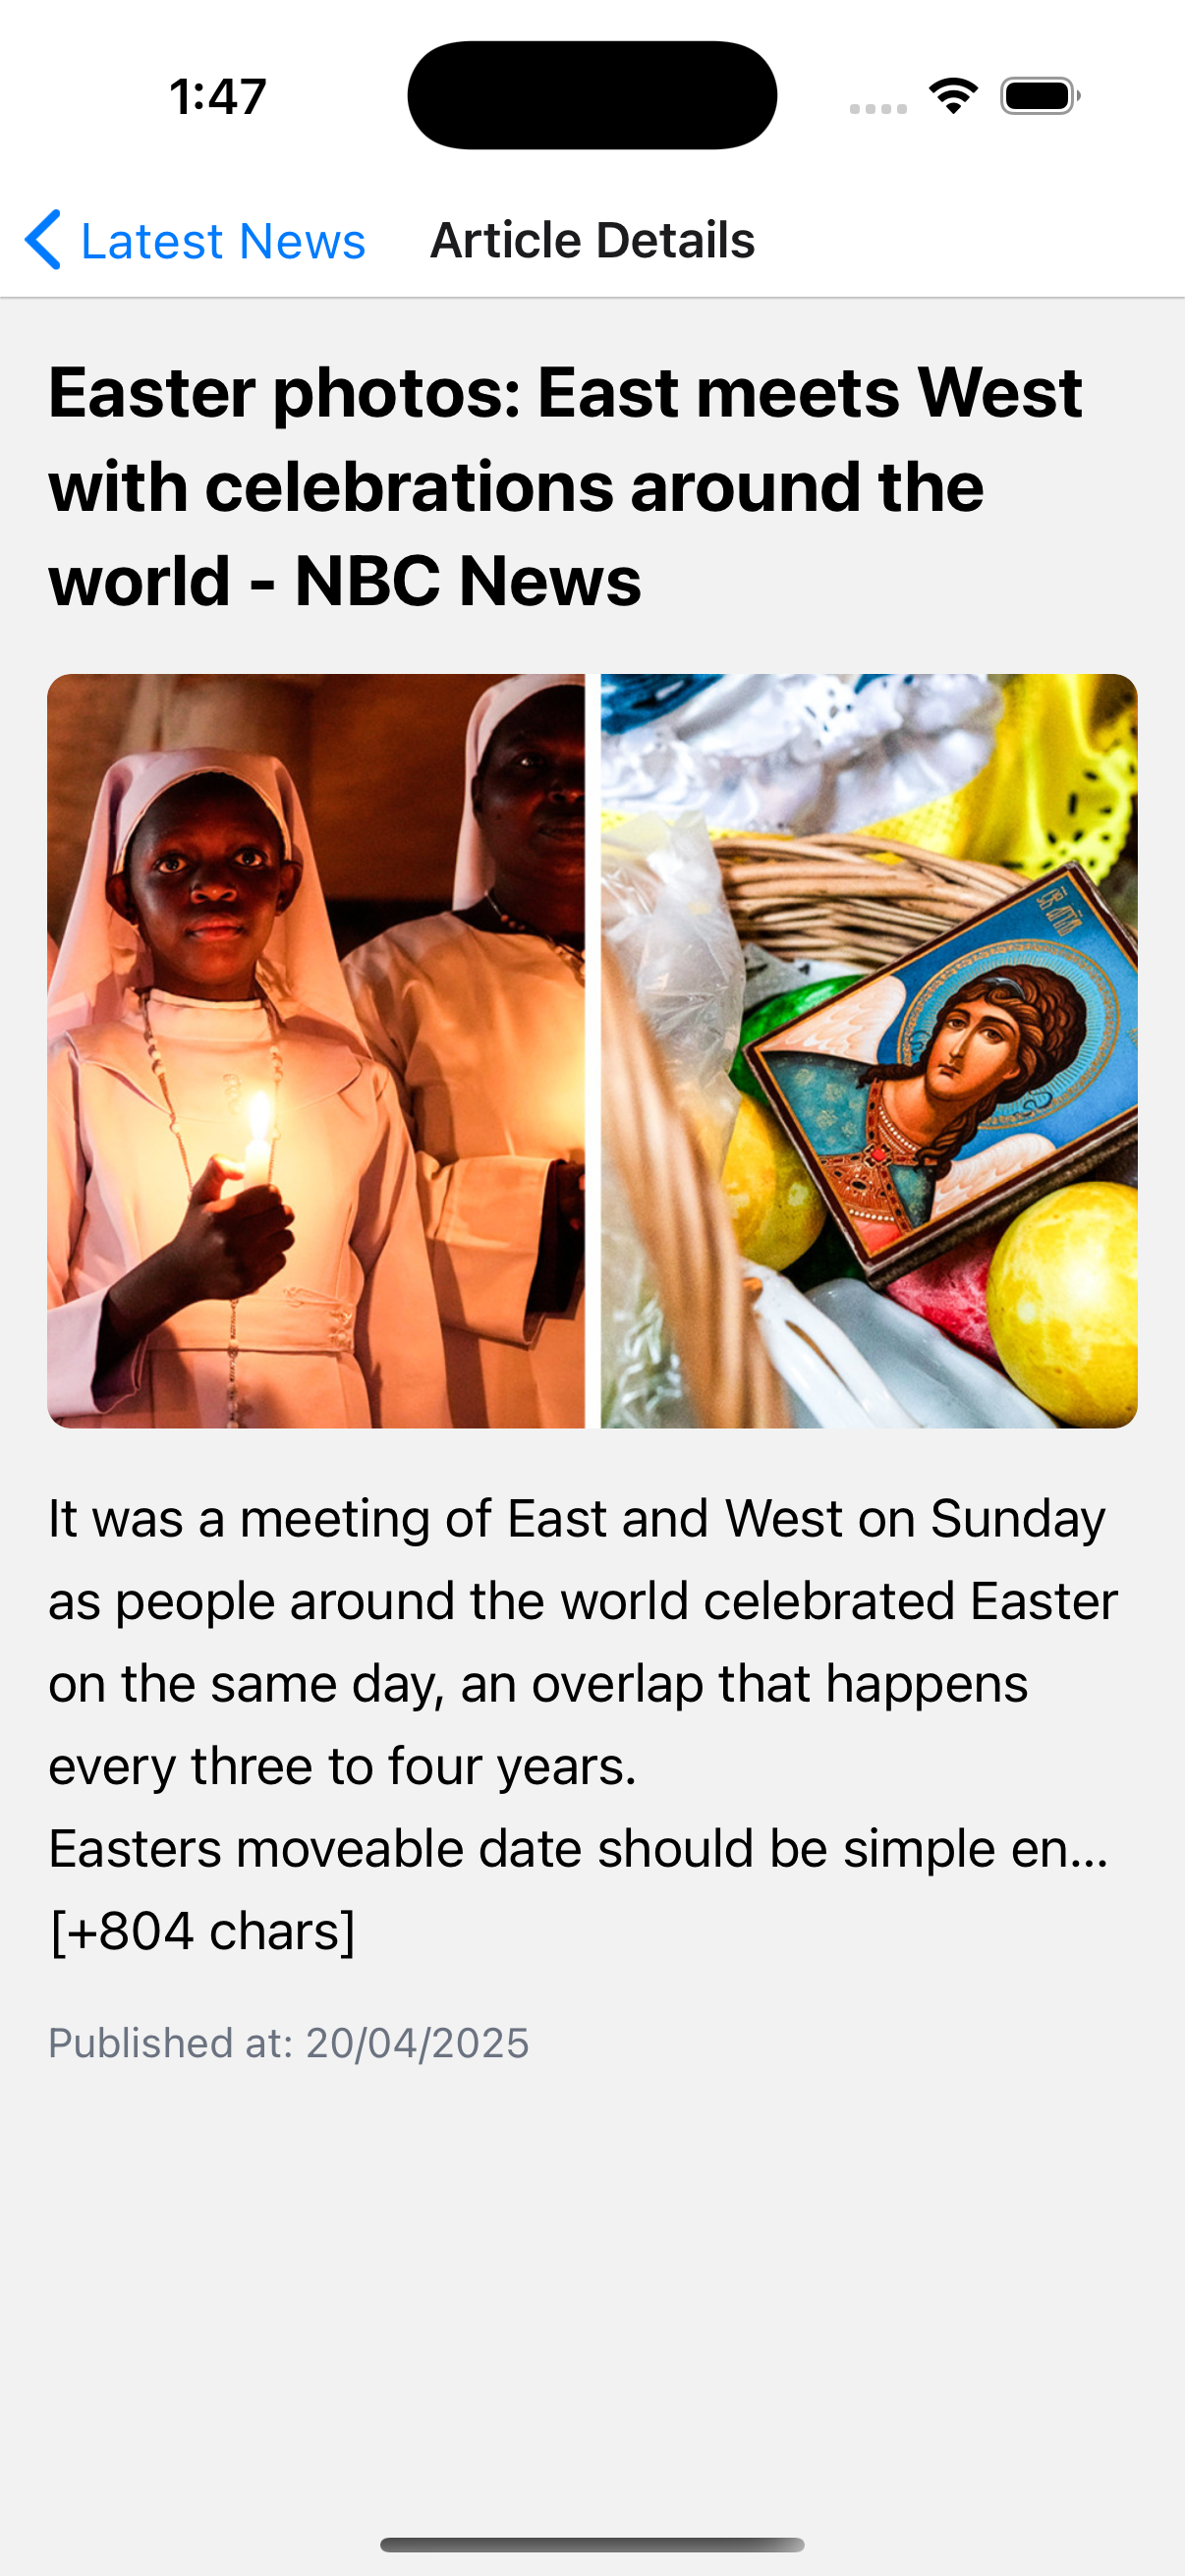 1:47
Latest News
Article Details
Easter photos: East meets West
with celebrations around the
world - NBC News
It was a meeting of East and West on Sunday
as people around the world celebrated Easter
on the same day, an overlap that happens
every three to four years.
Easters moveable date should be simple en...
[+804 chars]
Published at: 20/04/2025